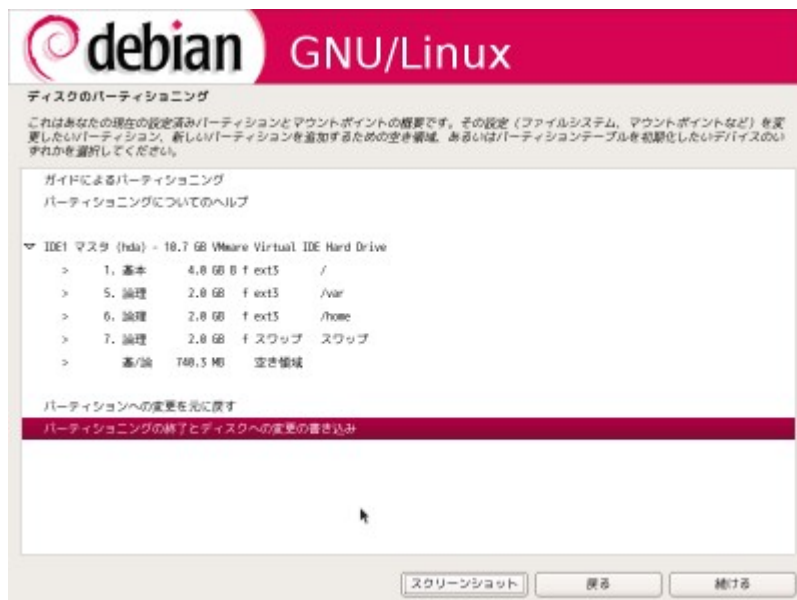 debian GNU/Linux
ディスクのパーティショニング
これはあなたの現在の設定済みパーティションとマウントポイントの概要です。その設定 (ファイルシステム、マウントポイントなど) を変
更したいパーティション、新しいパーティションを追加するための空き領域、あるいはパーティションテーブルを初期化したいデバイスのい
ずれかを選択してください。
ガイドによるパーティショニング
パーティショニングについてのヘルプ
▽ IDE1 マスタ (hda) - 10.7 GB VMware Virtual IDE Hard Drive
> 1. 基本 4.0 GB B f ext3 /
> 5. 論理 2.0 GB f ext3 /var
> 6. 論理 2.0 GB f ext3 /home
> 7. 論理 2.0 GB f スワップ スワップ
> 基/論 740.3 MB 空き領域
パーティションへの変更を元に戻す
パーティショニングの終了とディスクへの変更の書き込み
スクリーンショット 戻る 続ける